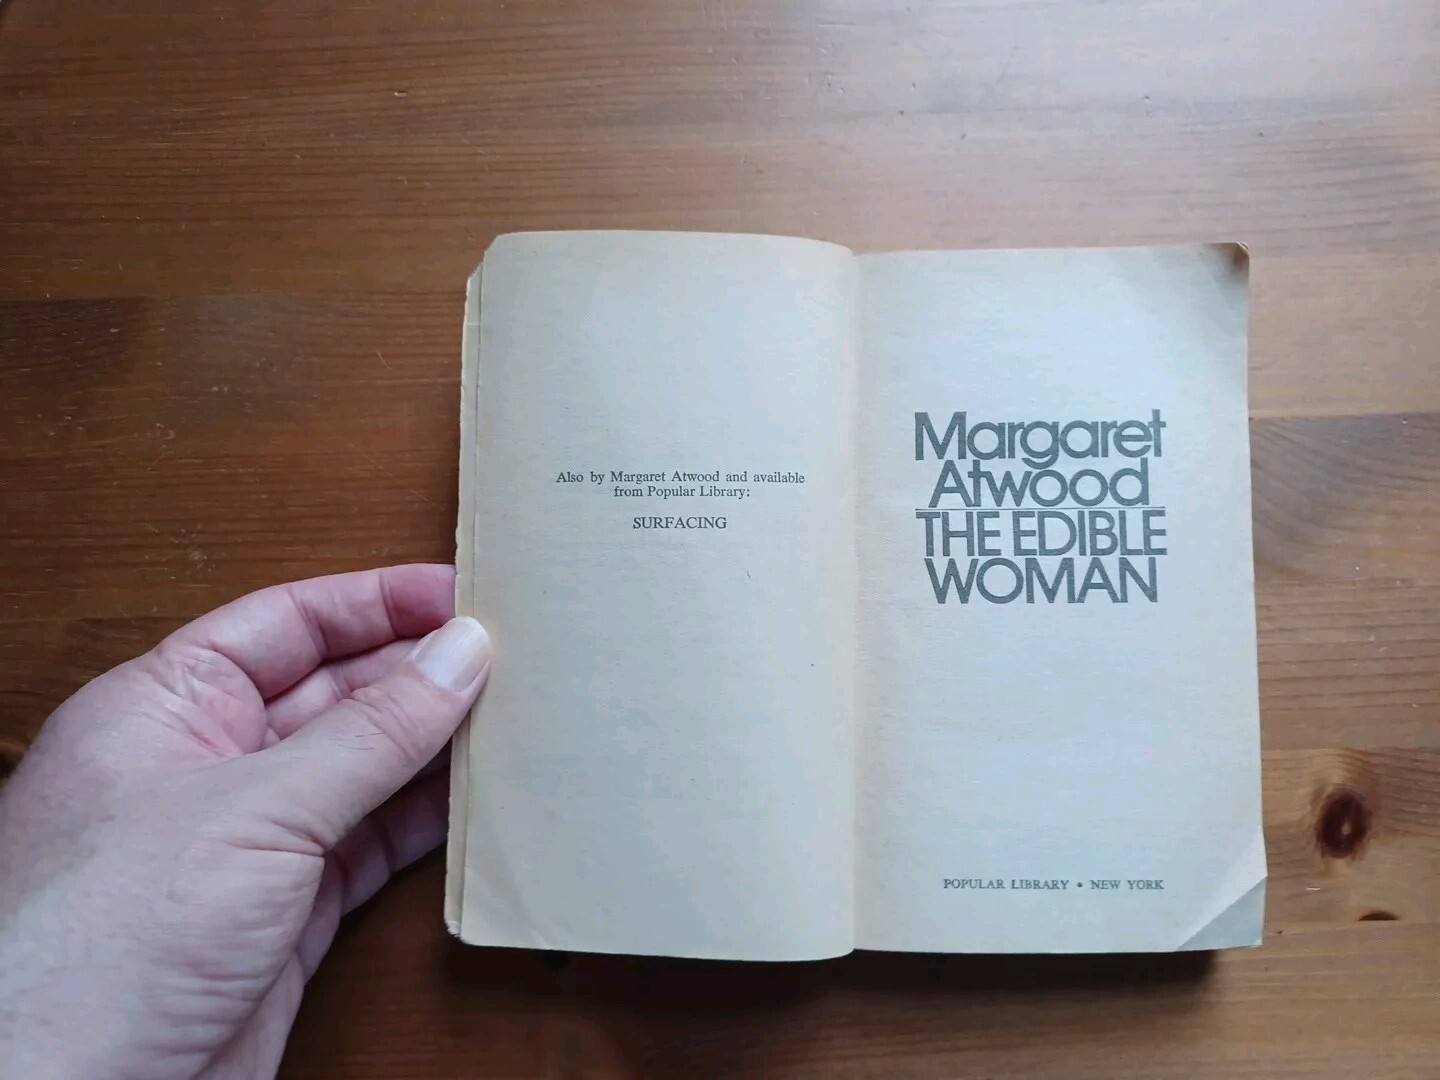 Also by Margaret Atwood and available
from Popular Library:
SURFACING
Margaret
Atwood
THE EDIBLE
WOMAN
POPULAR LIBRARY • NEW YORK